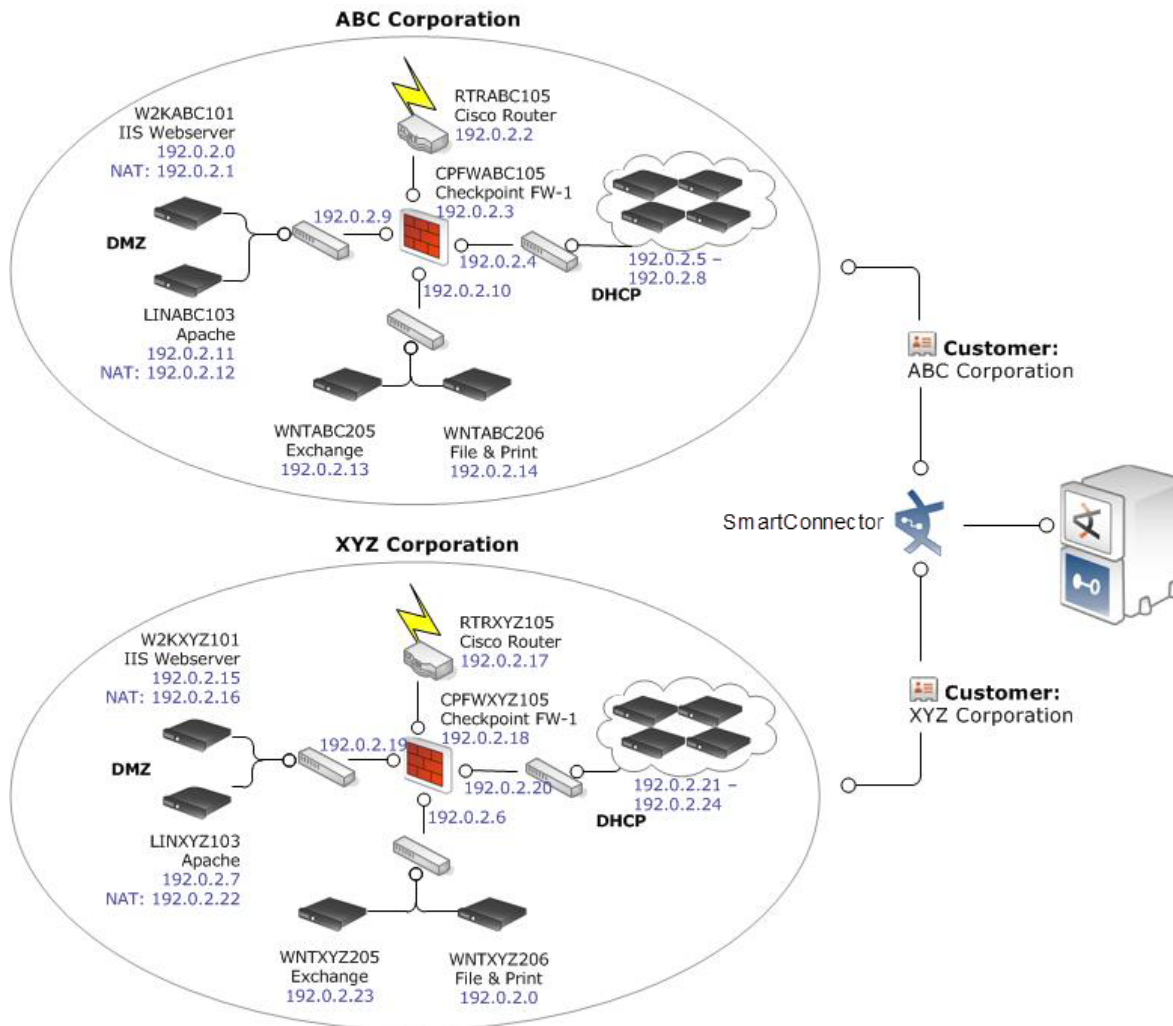 ABC Corporation
RTRABC105
Cisco Router
192.0.2.2
W2KABC101
IIS Webserver
192.0.2.0
NAT: 192.0.2.1
CPFWABC105
Checkpoint FW-1
192.0.2.3
192.0.2.9
DMZ
192.0.2.4
192.0.2.5 –
192.0.2.8
DHCP
192.0.2.10
LINABC103
Apache
192.0.2.11
NAT: 192.0.2.12
WNTABC205
Exchange
192.0.2.13
WNTABC206
File & Print
192.0.2.14
Customer:
ABC Corporation
SmartConnector
XYZ Corporation
RTRXYZ105
Cisco Router
192.0.2.17
W2KXYZ101
IIS Webserver
192.0.2.15
NAT: 192.0.2.16
CPFWXYZ105
Checkpoint FW-1
192.0.2.18
192.0.2.19
DMZ
192.0.2.20
192.0.2.21 –
192.0.2.24
DHCP
192.0.2.6
LINXYZ103
Apache
192.0.2.7
NAT: 192.0.2.22
WNTXYZ205
Exchange
192.0.2.23
WNTXYZ206
File & Print
192.0.2.0
Customer:
XYZ Corporation